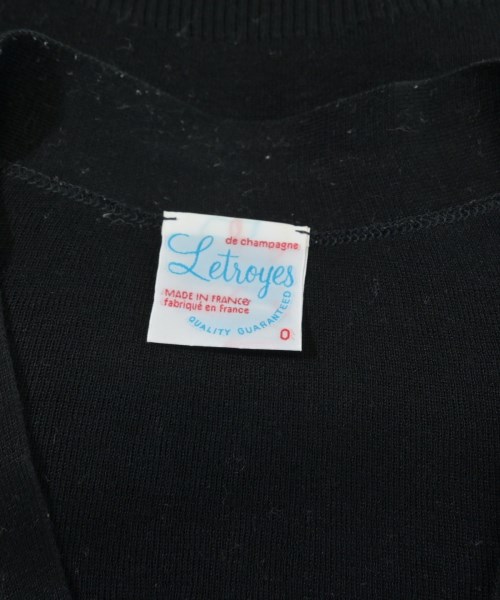 de champagne
Letroyes
MADE IN FRANCE
fabriqué en France
QUALITY GUARANTEED
0